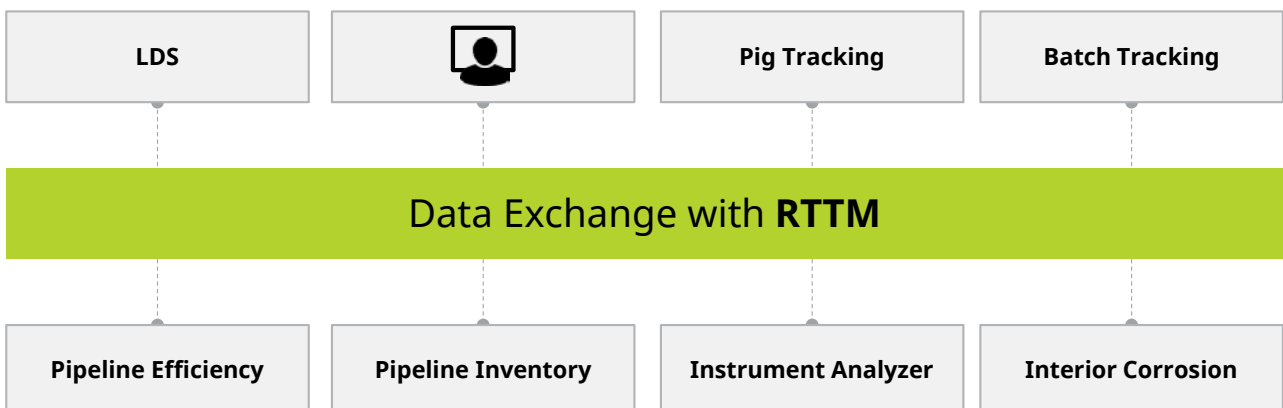 LDS
Pig Tracking
Batch Tracking
Data Exchange with RTTM
Pipeline Efficiency
Pipeline Inventory
Instrument Analyzer
Interior Corrosion